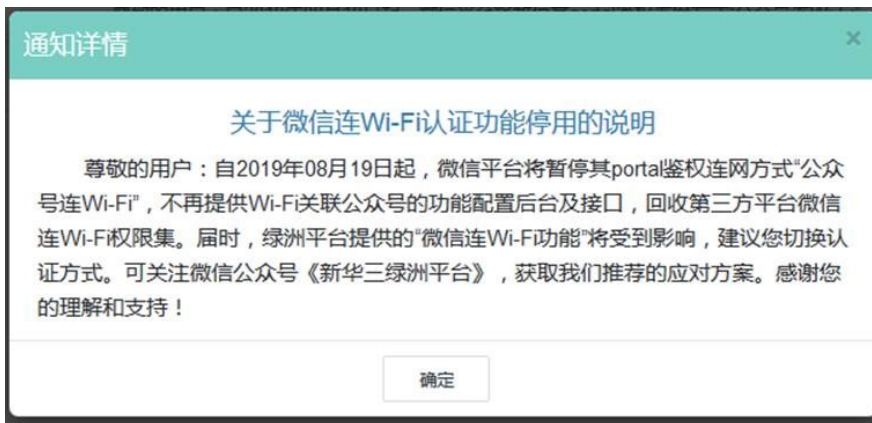 通知详情
×
关于微信连Wi-Fi认证功能停用的说明
尊敬的用户：自2019年08月19日起，微信平台将暂停其portal鉴权连网方式“公众
号连Wi-Fi”，不再提供Wi-Fi关联公众号的功能配置后台及接口，回收第三方平台微信
连Wi-Fi权限集。届时，绿洲平台提供的“微信连Wi-Fi功能”将受到影响，建议您切换认
证方式。可关注微信公众号《新华三绿洲平台》，获取我们推荐的应对方案。感谢您
的理解和支持！
确定